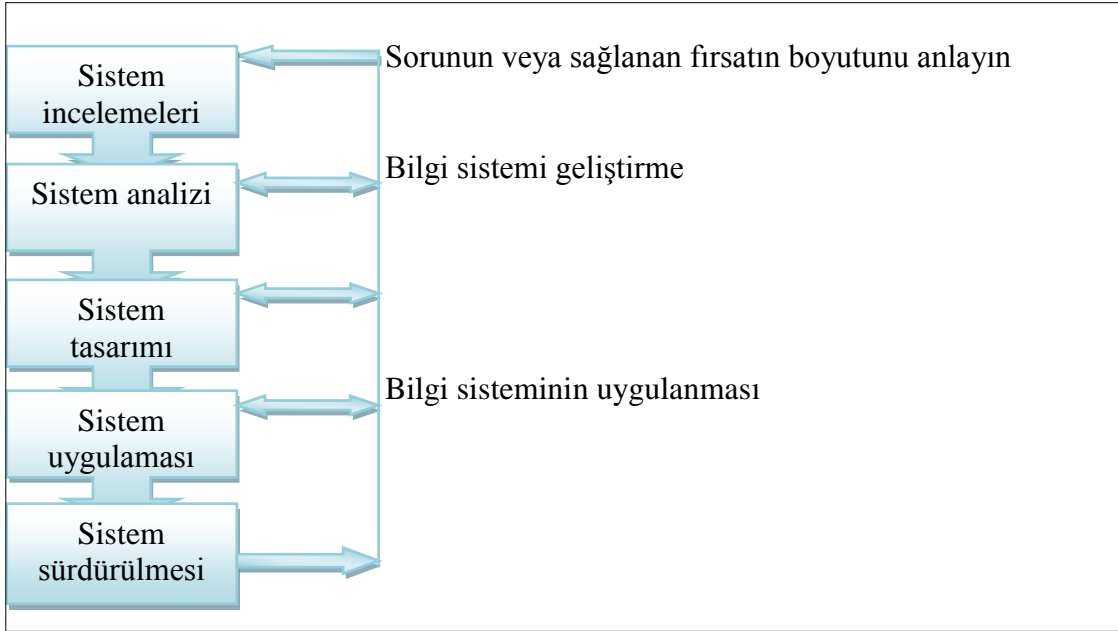 Sorunun veya sağlanan fırsatın boyutunu anlayın
Sistem
incelemeleri
Bilgi sistemi geliştirme
Sistem analizi
Sistem
tasarımı
Bilgi sisteminin uygulanması
Sistem
uygulaması
Sistem
sürdürülmesi